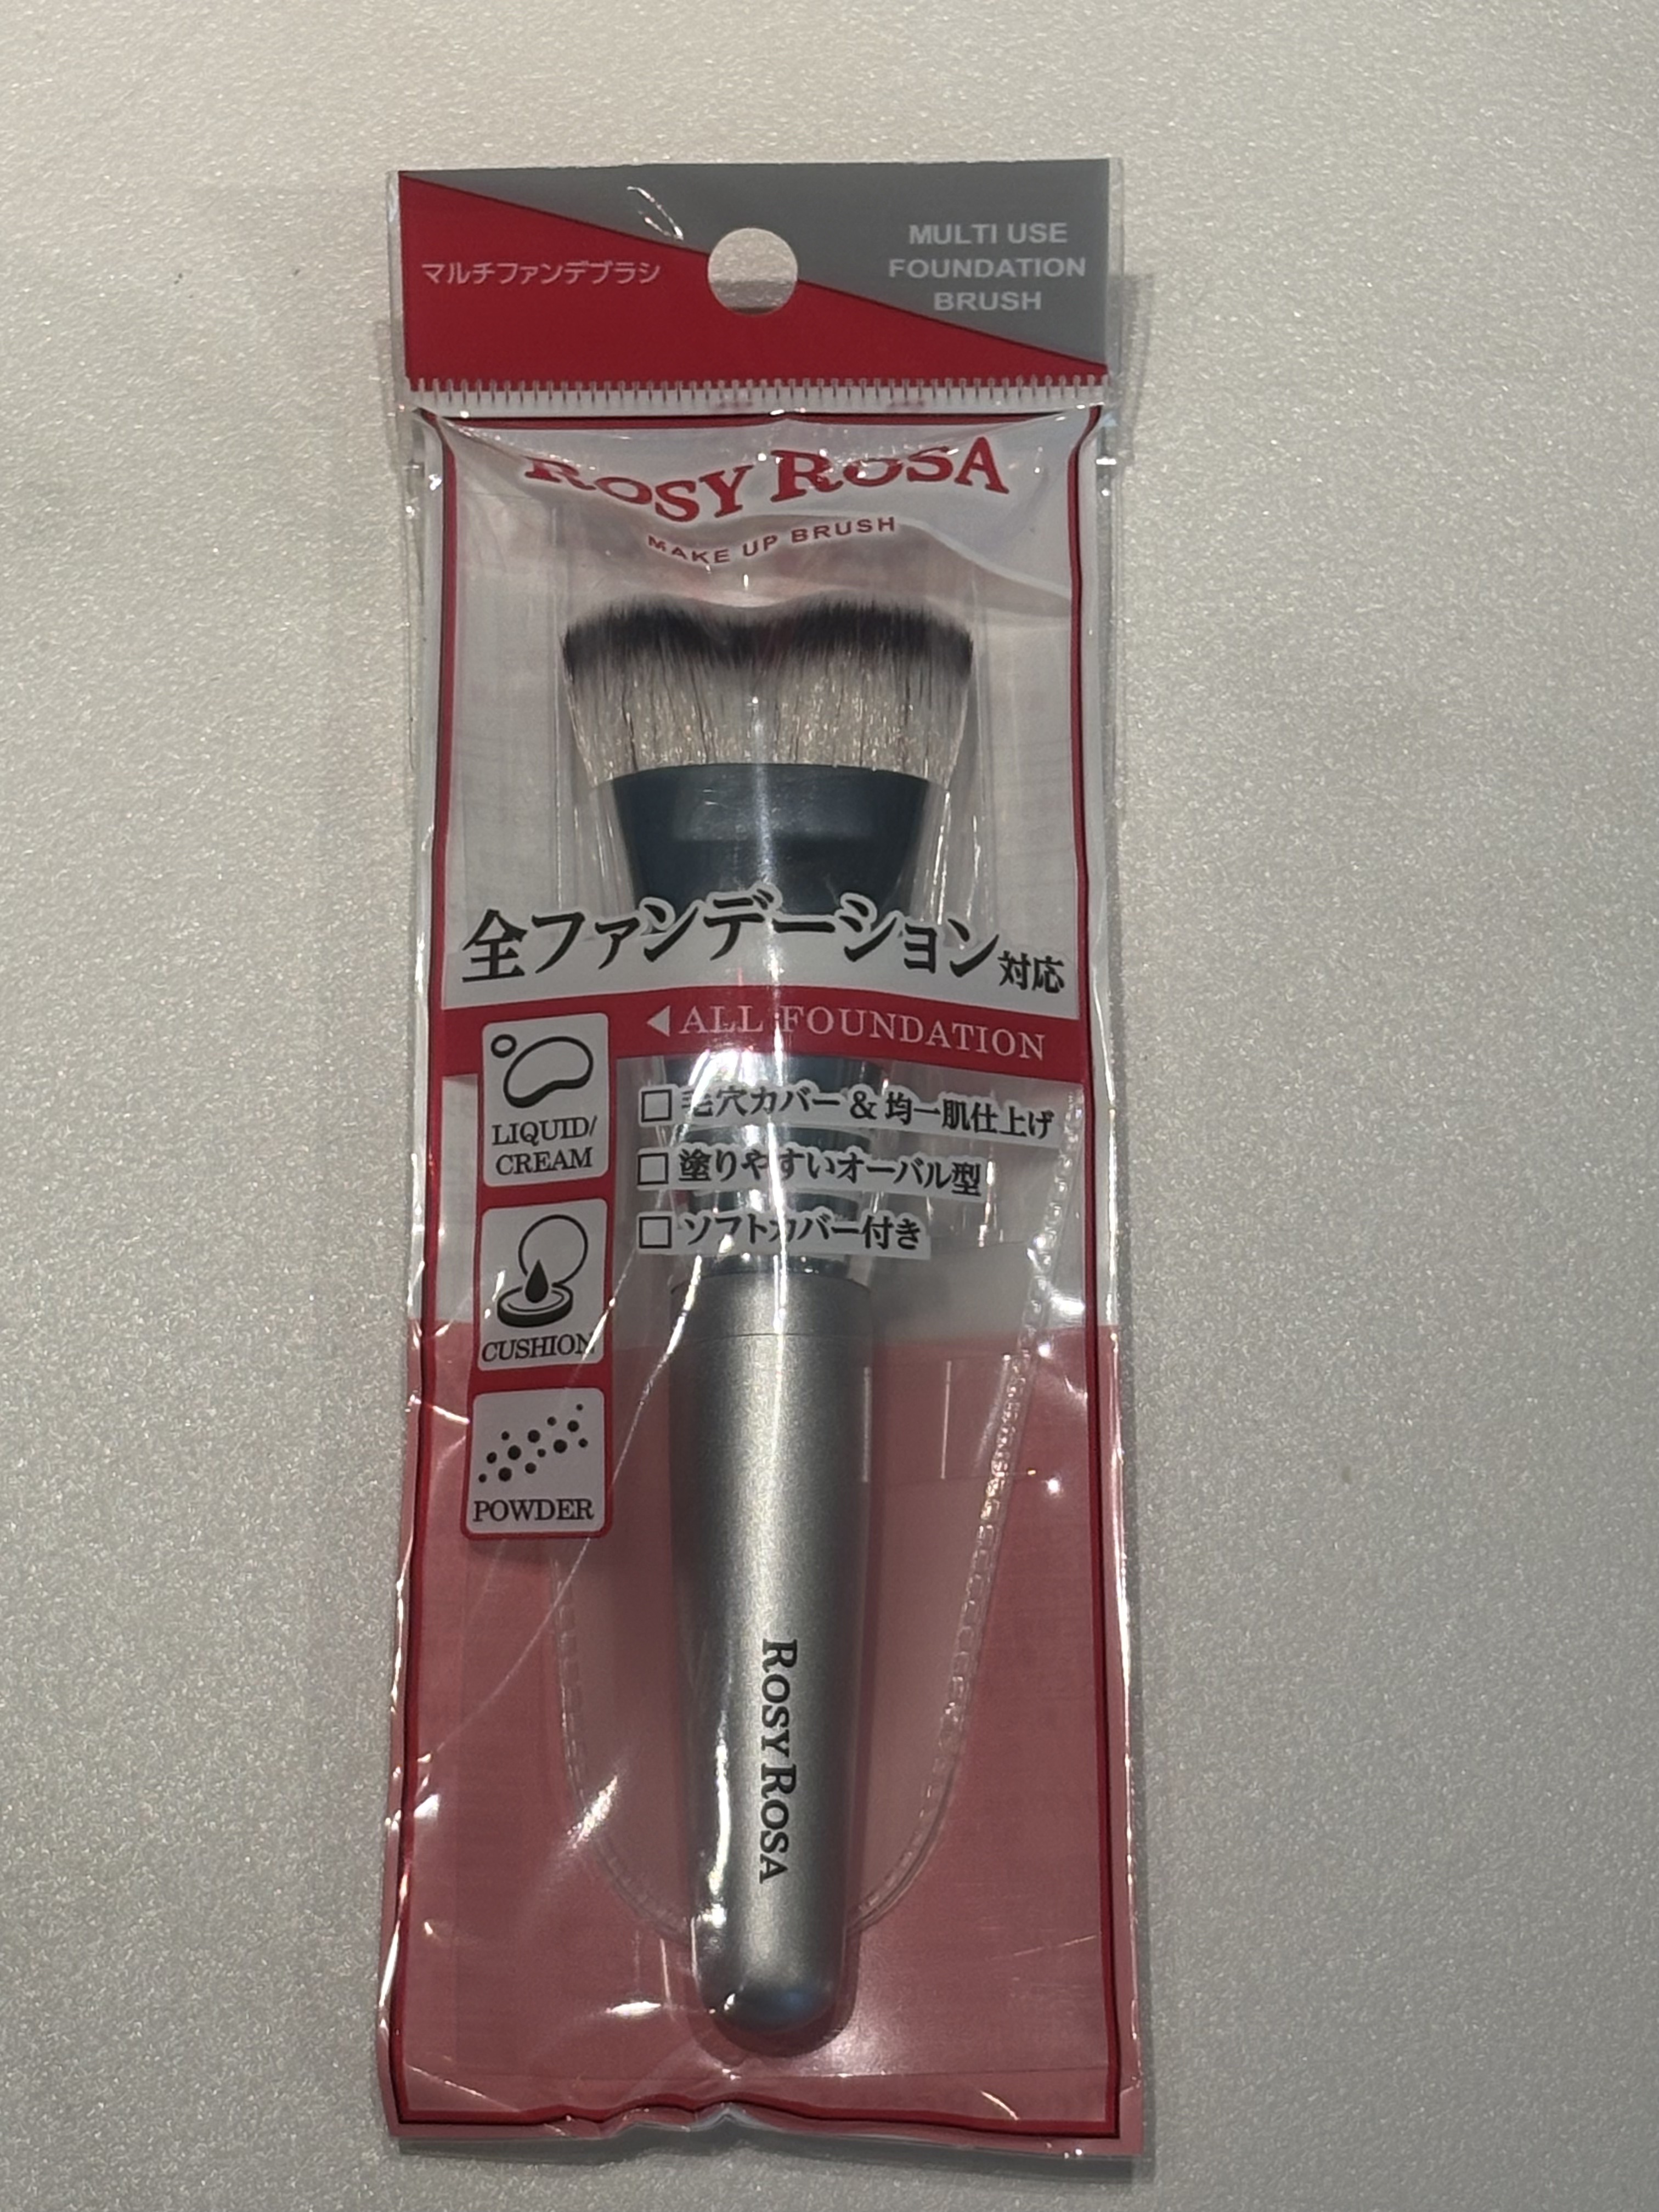 マルチファンデブラシ
MULTI USE
FOUNDATION
BRUSH
ROSY ROSA
MAKE UP BRUSH
全ファンデーション対応
◀ALL FOUNDATION
LIQUID/
CREAM
CUSHION
POWDER
□毛穴カバー＆均一肌仕上げ
□塗りやすいオーバル型
□ソフトカバー付き
ROSY ROSA